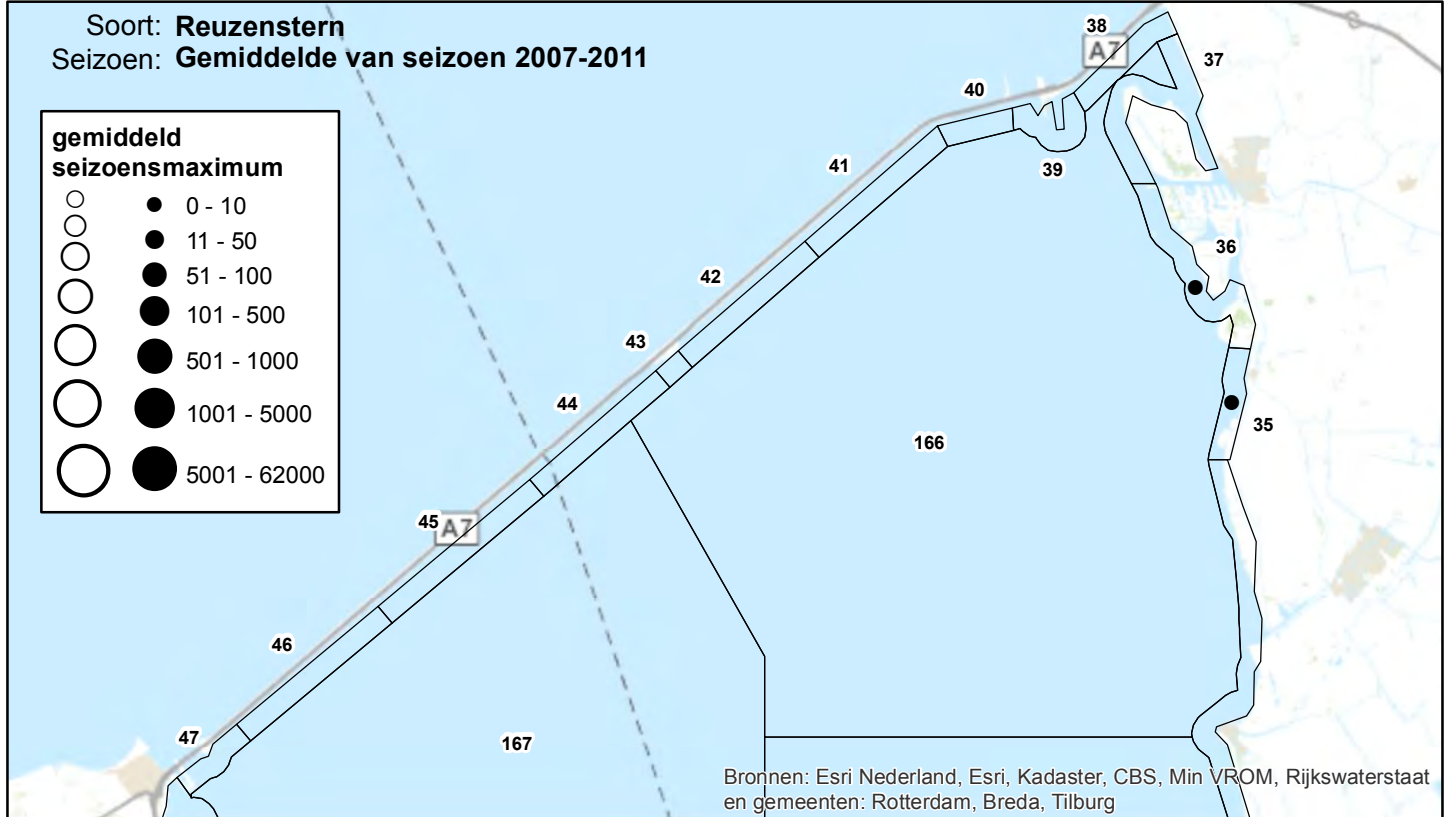 Soort: Reuzenstern
Seizoen: Gemiddelde van seizoen 2007-2011
gemiddeld
seizoensmaximum
0 - 10
11 - 50
51 - 100
101 - 500
501 - 1000
1001 - 5000
5001 - 62000
38
A7
37
40
41
39
36
42
43
44
166
35
45
A7
46
47
167
Bronnen: Esri Nederland, Esri, Kadaster, CBS, Min VROM, Rijkswaterstaat
en gemeenten: Rotterdam, Breda, Tilburg